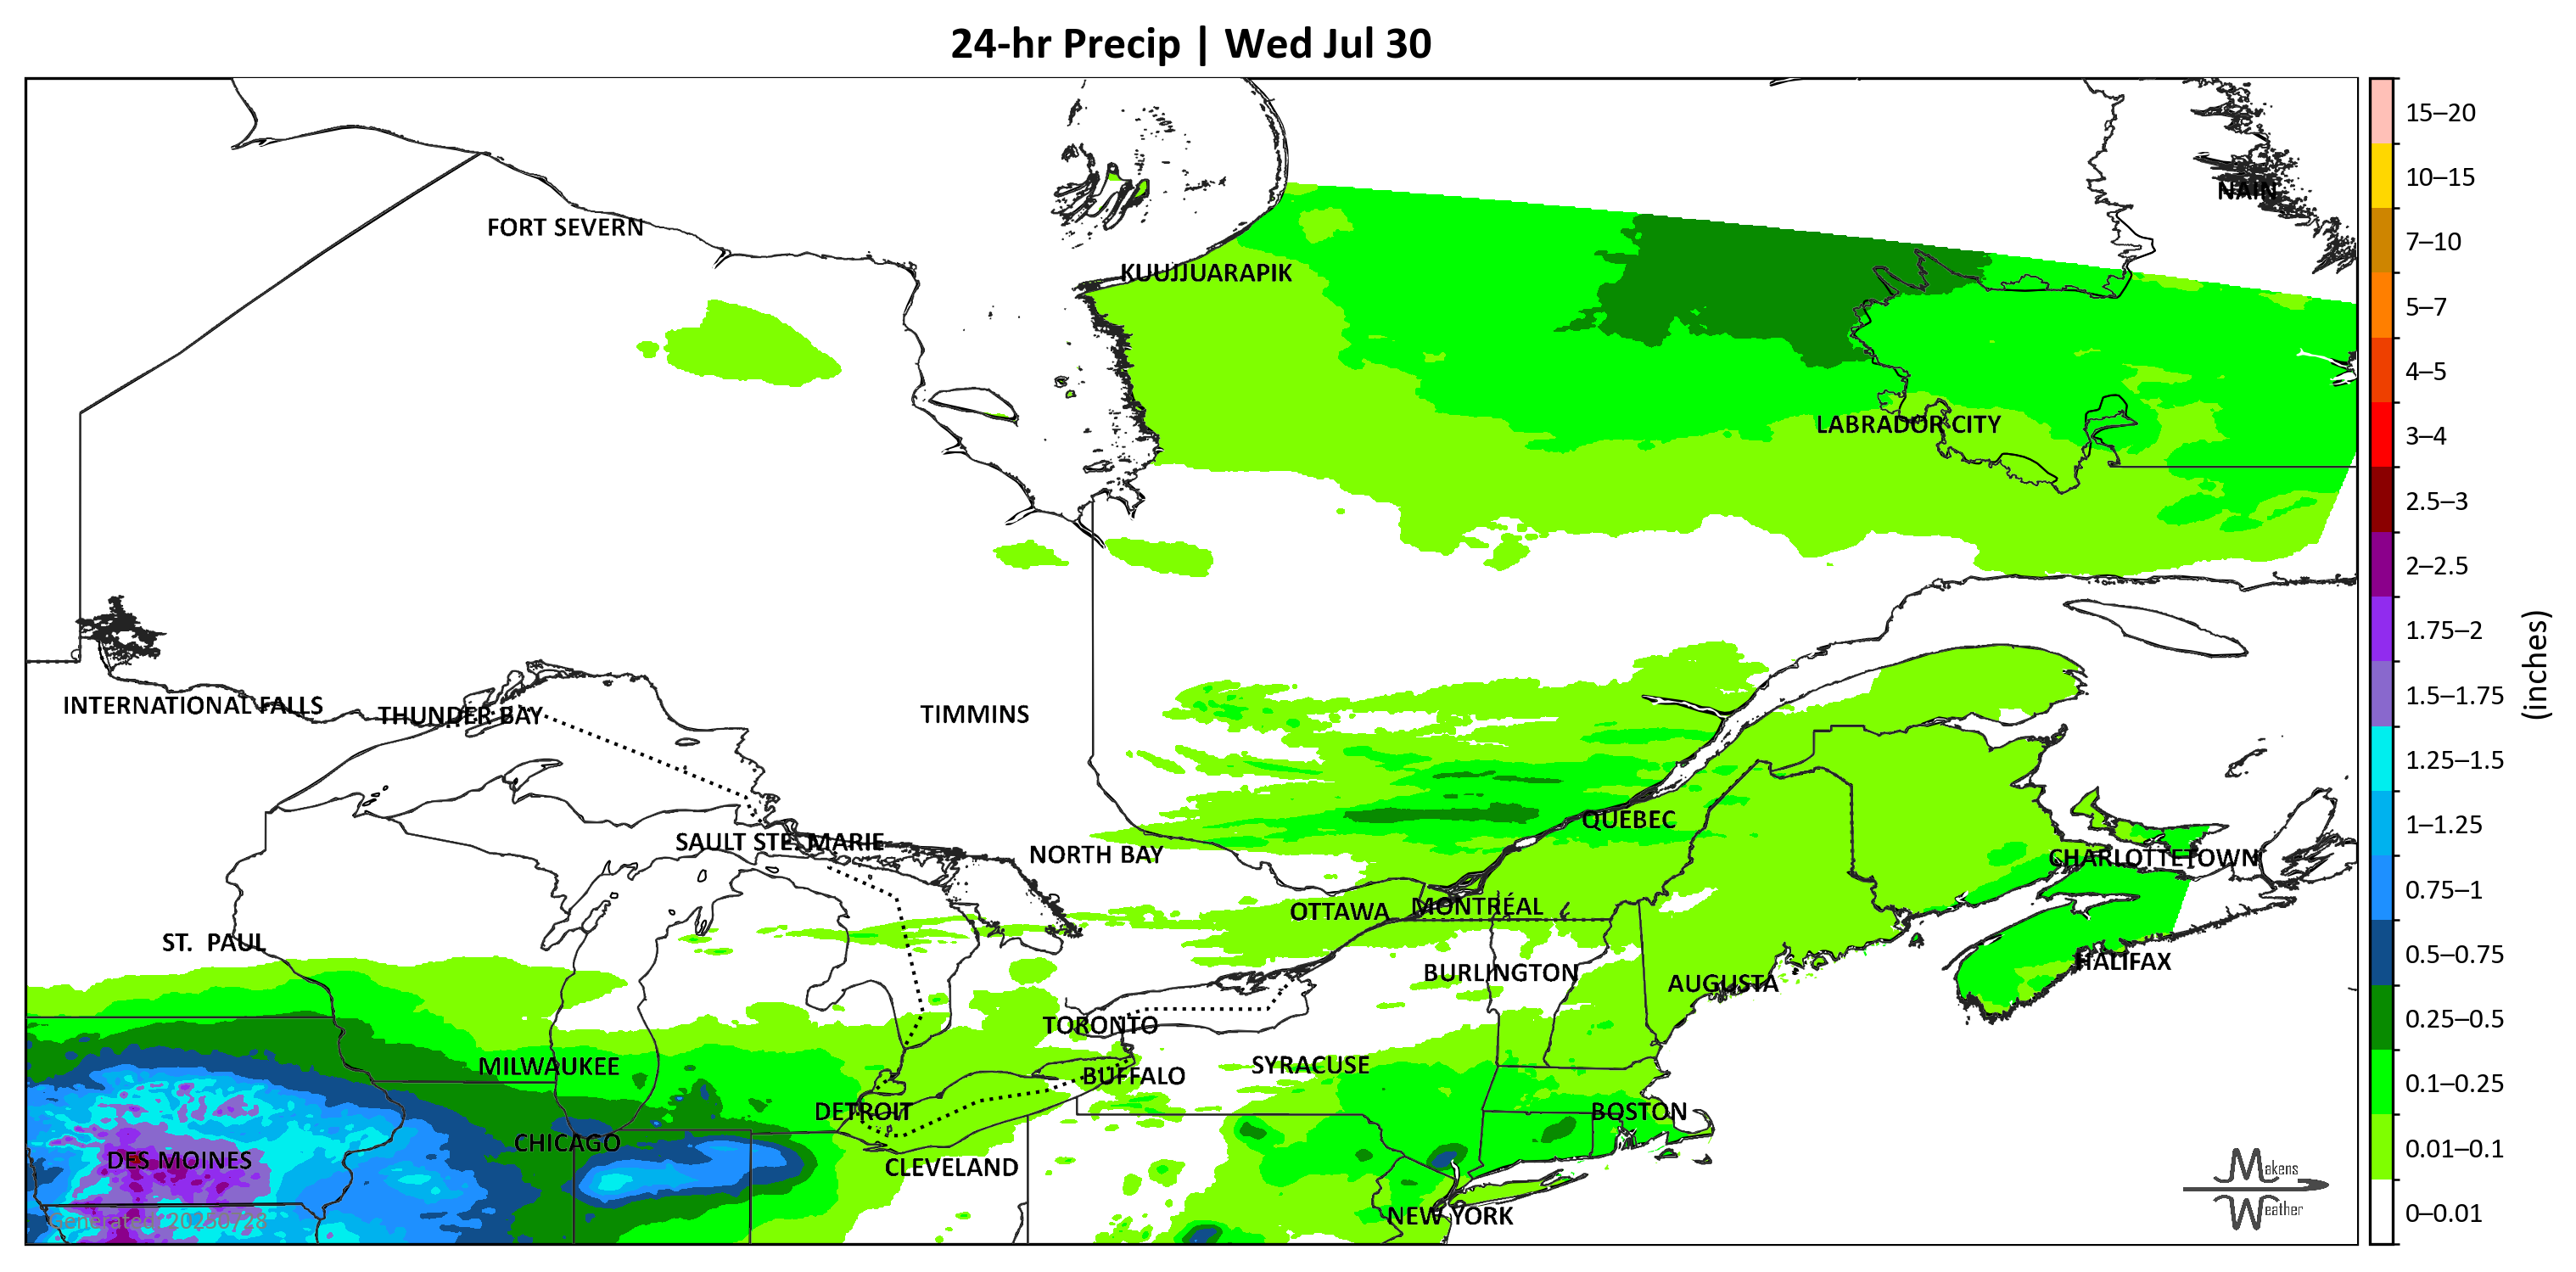 24-hr Precip | Wed Jul 30
NAIN
FORT SEVERN
KUUJJUARAPIK
LABRADOR CITY
INTERNATIONAL FALLS
THUNDER BAY
TIMMINS
SAULT STE. MARIE
NORTH BAY
QUÉBEC
CHARLOTTETOWN
OTTAWA
MONTRÉAL
ST. PAUL
BURLINGTON
AUGUSTA
HALIFAX
TORONTO
MILWAUKEE
BUFFALO
SYRACUSE
DETROIT
BOSTON
CHICAGO
DES MOINES
CLEVELAND
NEW YORK
Generated: 20250728
Makens
Weather
15–20
10–15
7–10
5–7
4–5
3–4
2.5–3
2–2.5
1.75–2
1.5–1.75
1.25–1.5
1–1.25
0.75–1
0.5–0.75
0.25–0.5
0.1–0.25
0.01–0.1
0–0.01
(inches)